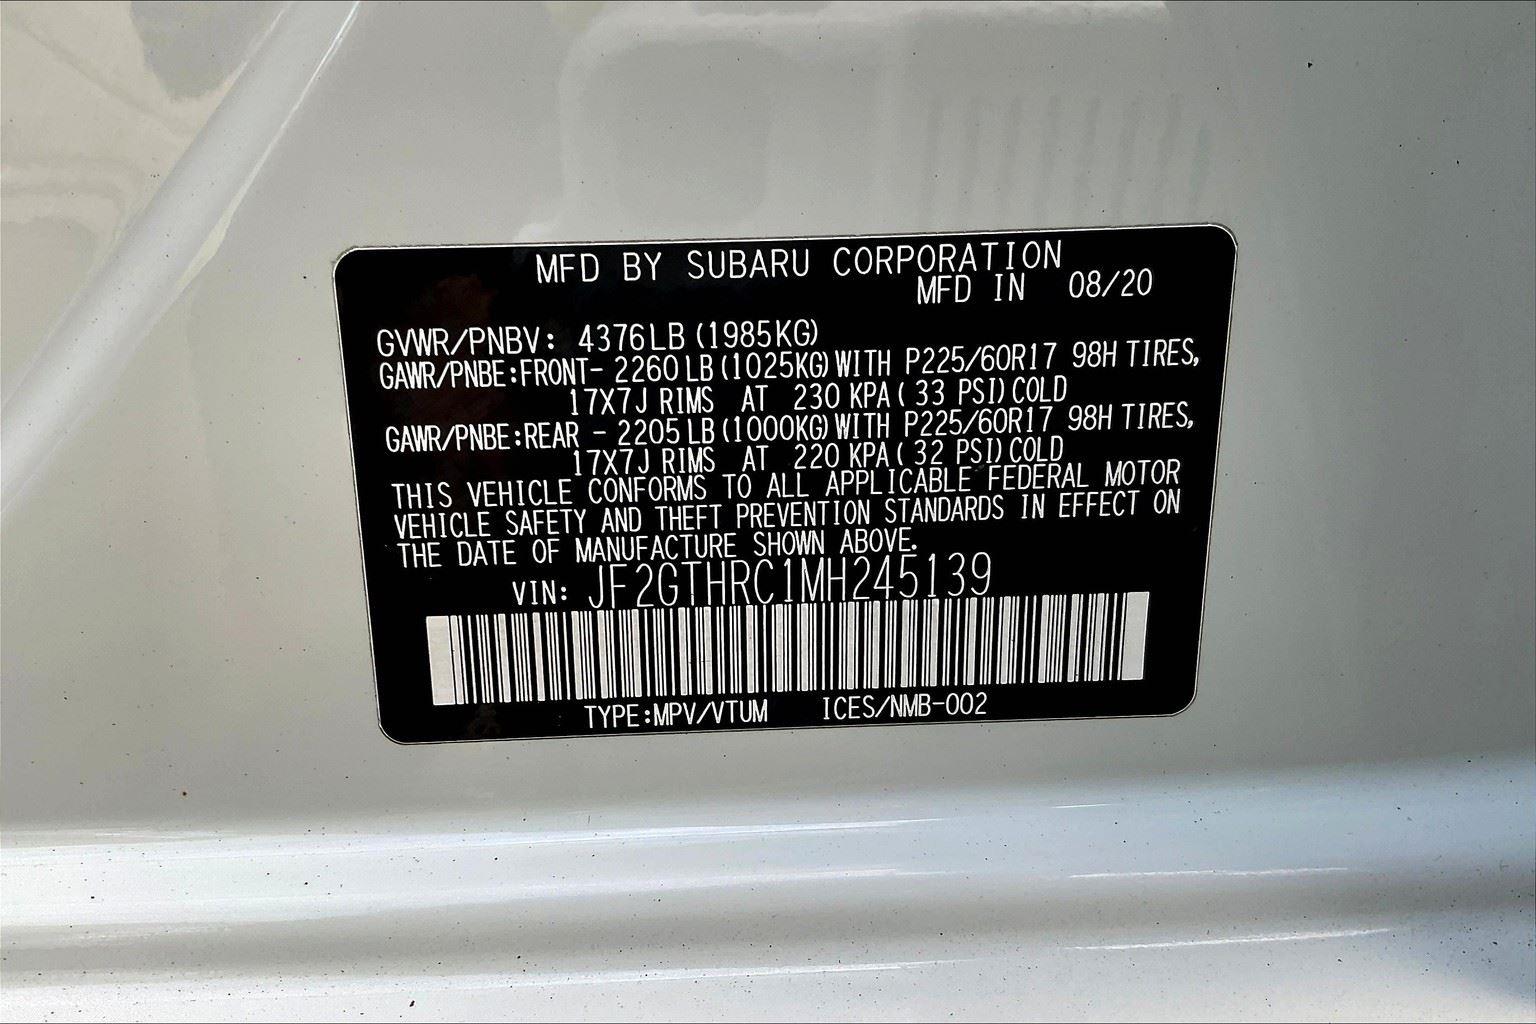 MFD BY SUBARU CORPORATION
MFD IN 08/20
GVWR/PNBV: 4376LB (1985KG)
GAWR/PNBE:FRONT- 2260LB (1025KG) WITH P225/60R17 98H TIRES,
17X7J RIMS AT 230 KPA ( 33 PSI) COLD
GAWR/PNBE:REAR - 2205LB (1000KG) WITH P225/60R17 98H TIRES,
17X7J RIMS AT 220 KPA ( 32 PSI) COLD
THIS VEHICLE CONFORMS TO ALL APPLICABLE FEDERAL MOTOR
VEHICLE SAFETY AND THEFT PREVENTION STANDARDS IN EFFECT ON
THE DATE OF MANUFACTURE SHOWN ABOVE.
VIN: JF2GTHRC1MH245139
TYPE:MPV/VTUM ICES/NMB-002